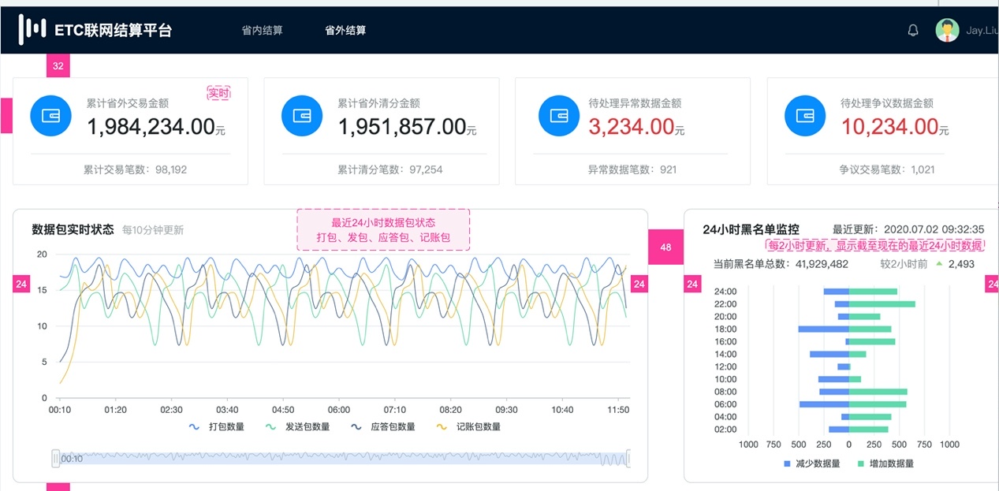 ETC联网结算平台 省内结算 省外结算 Jay.Liu
32
实时
累计省外交易金额
1,984,234.00元
累计交易笔数：98,192
累计省外清分金额
1,951,857.00元
累计清分笔数：97,254
待处理异常数据金额
3,234.00元
异常数据笔数：921
待处理争议数据金额
10,234.00元
争议交易笔数：1,021
数据包实时状态 每10分钟更新
最近24小时数据包状态
打包、发包、应答包、记账包
20
15
10
5
0
24
24
00:10 01:20 02:30 03:40 04:50 06:00 07:10 08:20 09:30 10:40 11:50
打包数量 发送包数量 应答包数量 记账包数量
00:10
48
24小时黑名单监控 最近更新：2020.07.02 09:32:35
每2小时更新，显示截至现在的最近24小时数据
当前黑名单总数：41,929,482 较2小时前 2,493
24
24
24:00
22:00
20:00
18:00
16:00
14:00
12:00
10:00
08:00
06:00
04:00
02:00
1000 750 500 250 0 250 500 750 1000
减少数据量 增加数据量